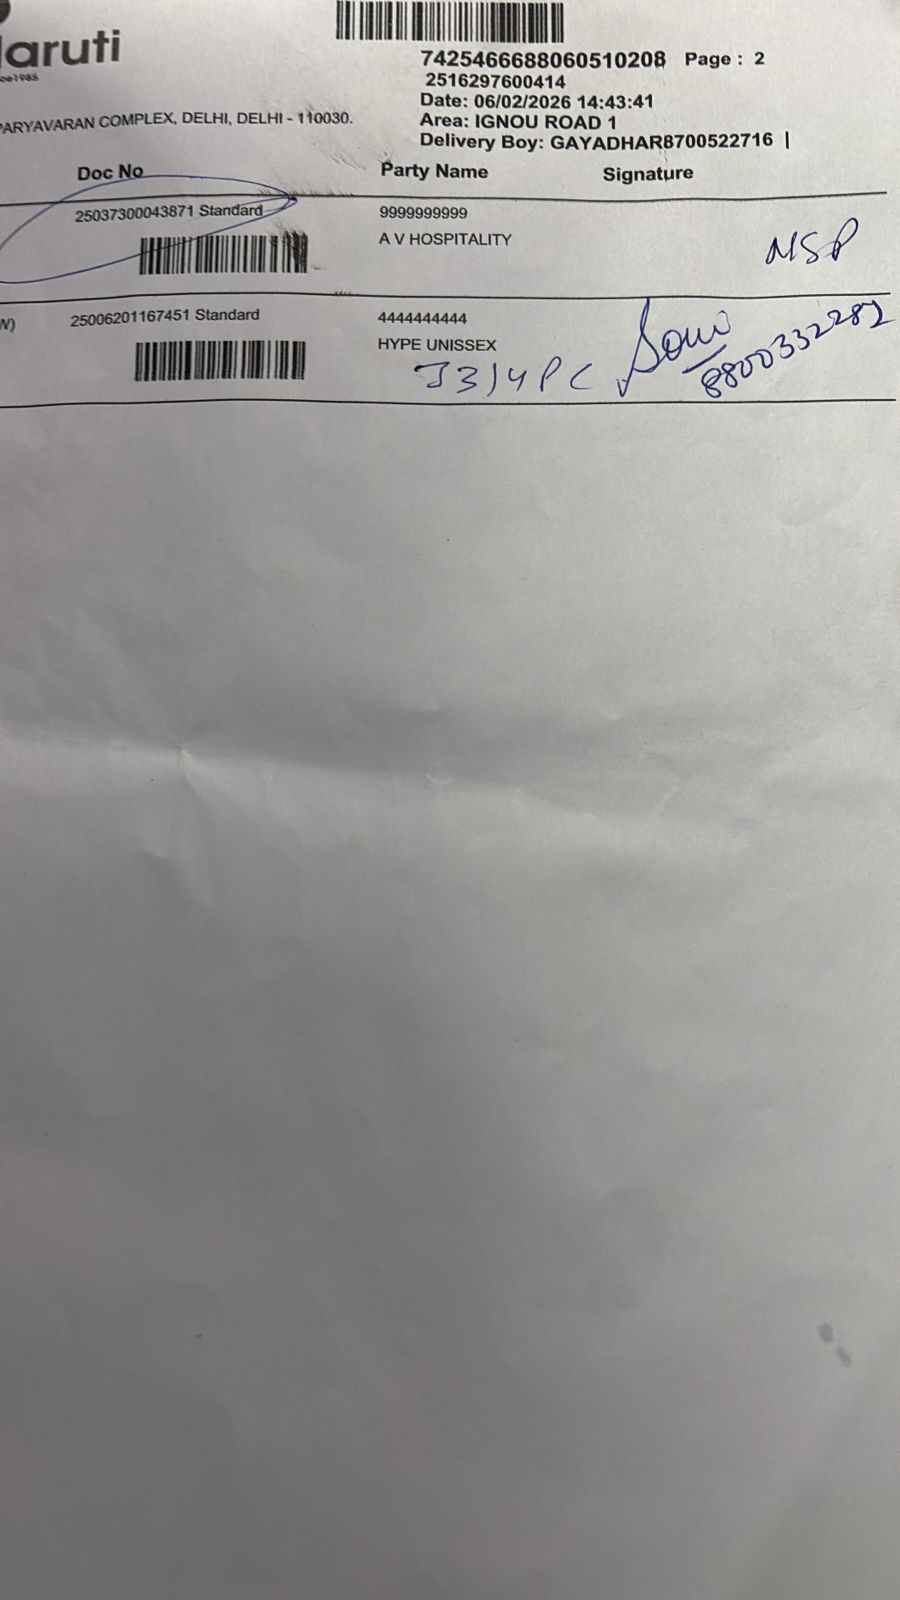 aruti
7425466688060510208 Page : 2
2516297600414
Date: 06/02/2026 14:43:41
PARYAVARAN COMPLEX, DELHI, DELHI - 110030.
Area: IGNOU ROAD 1
Delivery Boy: GAYADHAR8700522716 |
Doc No Party Name Signature
25037300043871 Standard 9999999999
A V HOSPITALITY NSP
W) 25006201167451 Standard 4444444444
HYPE UNISSEX
8800332282